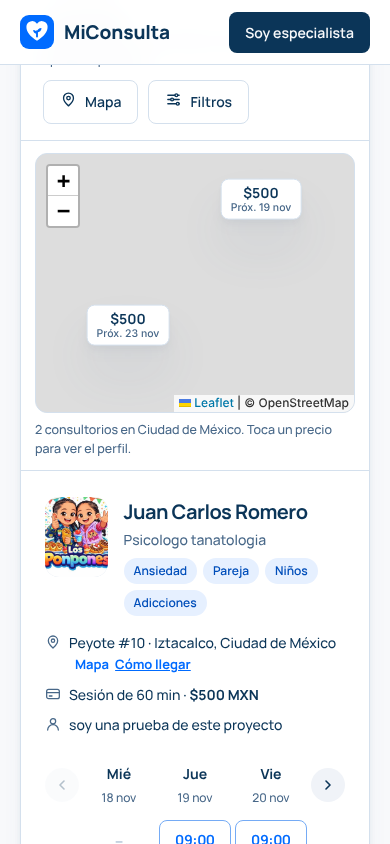 MiConsulta
Soy especialista
Mapa
Filtros
+
−
$500
Próx. 19 nov
$500
Próx. 23 nov
Leaflet | © OpenStreetMap
2 consultorios en Ciudad de México. Toca un precio
para ver el perfil.
Los
Ponpones
Juan Carlos Romero
Psicologo tanatologia
Ansiedad Pareja Niños
Adicciones
Peyote #10 · Iztacalco, Ciudad de México
Mapa Cómo llegar
Sesión de 60 min · $500 MXN
soy una prueba de este proyecto
Mié Jue Vie
18 nov 19 nov 20 nov
– 09:00 09:00